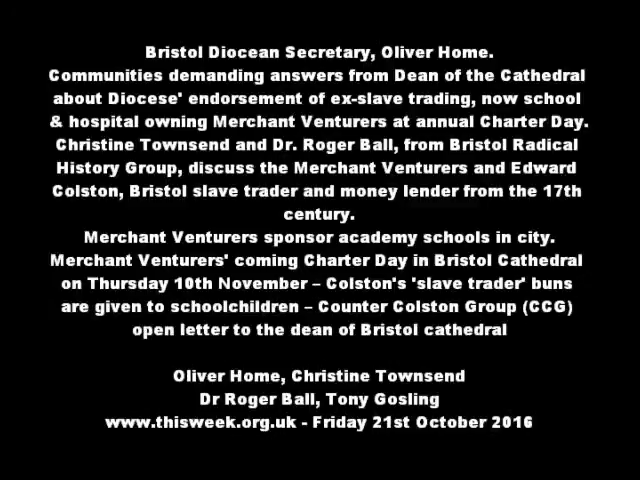 Bristol Diocean Secretary, Oliver Home.
Communities demanding answers from Dean of the Cathedral
about Diocese' endorsement of ex-slave trading, now school
& hospital owning Merchant Venturers at annual Charter Day.
Christine Townsend and Dr. Roger Ball, from Bristol Radical
History Group, discuss the Merchant Venturers and Edward
Colston, Bristol slave trader and money lender from the 17th
century.
Merchant Venturers sponsor academy schools in city.
Merchant Venturers' coming Charter Day in Bristol Cathedral
on Thursday 10th November – Colston's 'slave trader' buns
are given to schoolchildren – Counter Colston Group (CCG)
open letter to the dean of Bristol cathedral
Oliver Home, Christine Townsend
Dr Roger Ball, Tony Gosling
www.thisweek.org.uk - Friday 21st October 2016